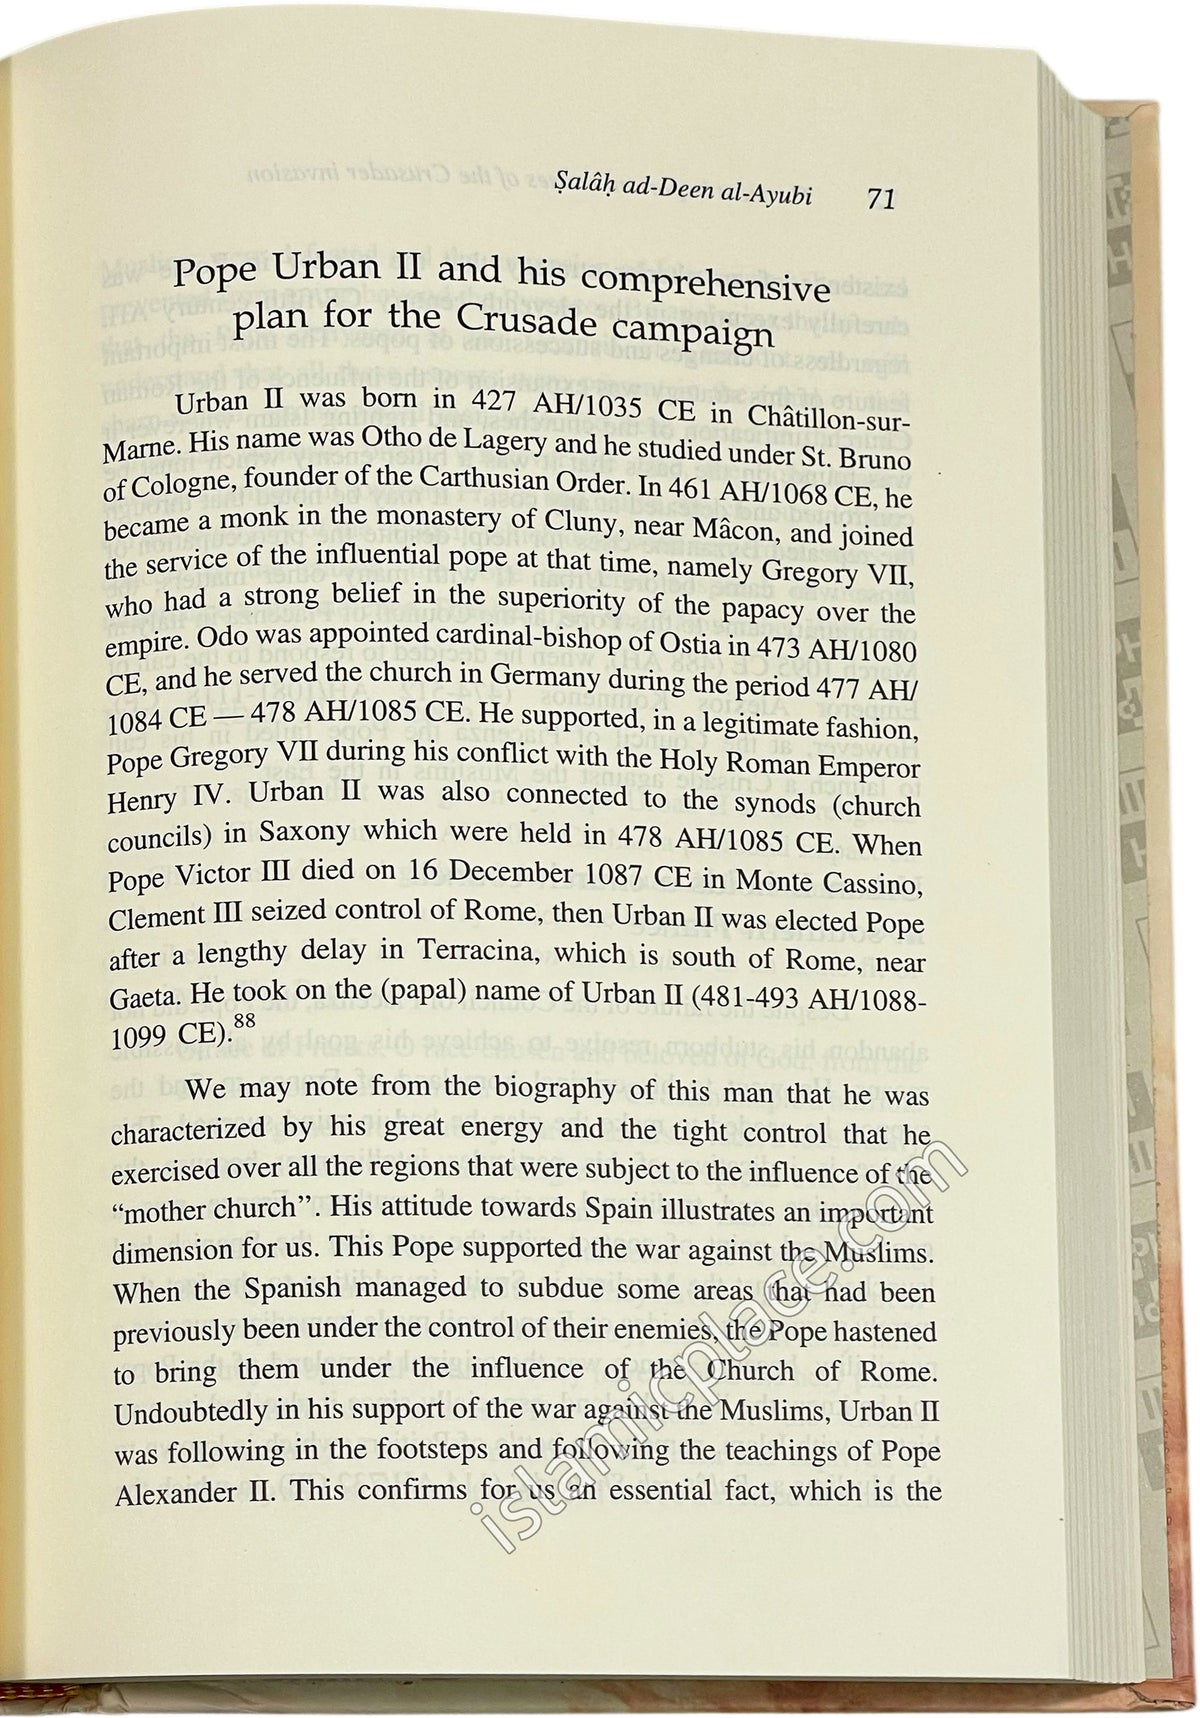 Ṣalâḥ ad-Deen al-Ayubi 71
Pope Urban II and his comprehensive
plan for the Crusade campaign
Urban II was born in 427 AH/1035 CE in Châtillon-sur-
Marne. His name was Otho de Lagery and he studied under St. Bruno
of Cologne, founder of the Carthusian Order. In 461 AH/1068 CE, he
became a monk in the monastery of Cluny, near Mâcon, and joined
the service of the influential pope at that time, namely Gregory VII,
who had a strong belief in the superiority of the papacy over the
empire. Odo was appointed cardinal-bishop of Ostia in 473 AH/1080
CE, and he served the church in Germany during the period 477 AH/
1084 CE — 478 AH/1085 CE. He supported, in a legitimate fashion,
Pope Gregory VII during his conflict with the Holy Roman Emperor
Henry IV. Urban II was also connected to the synods (church
councils) in Saxony which were held in 478 AH/1085 CE. When
Pope Victor III died on 16 December 1087 CE in Monte Cassino,
Clement III seized control of Rome, then Urban II was elected Pope
after a lengthy delay in Terracina, which is south of Rome, near
Gaeta. He took on the (papal) name of Urban II (481-493 AH/1088-
1099 CE).88
We may note from the biography of this man that he was
characterized by his great energy and the tight control that he
exercised over all the regions that were subject to the influence of the
“mother church”. His attitude towards Spain illustrates an important
dimension for us. This Pope supported the war against the Muslims.
When the Spanish managed to subdue some areas that had been
previously been under the control of their enemies, the Pope hastened
to bring them under the influence of the Church of Rome.
Undoubtedly in his support of the war against the Muslims, Urban II
was following in the footsteps and following the teachings of Pope
Alexander II. This confirms for us an essential fact, which is the
islamicplace.com